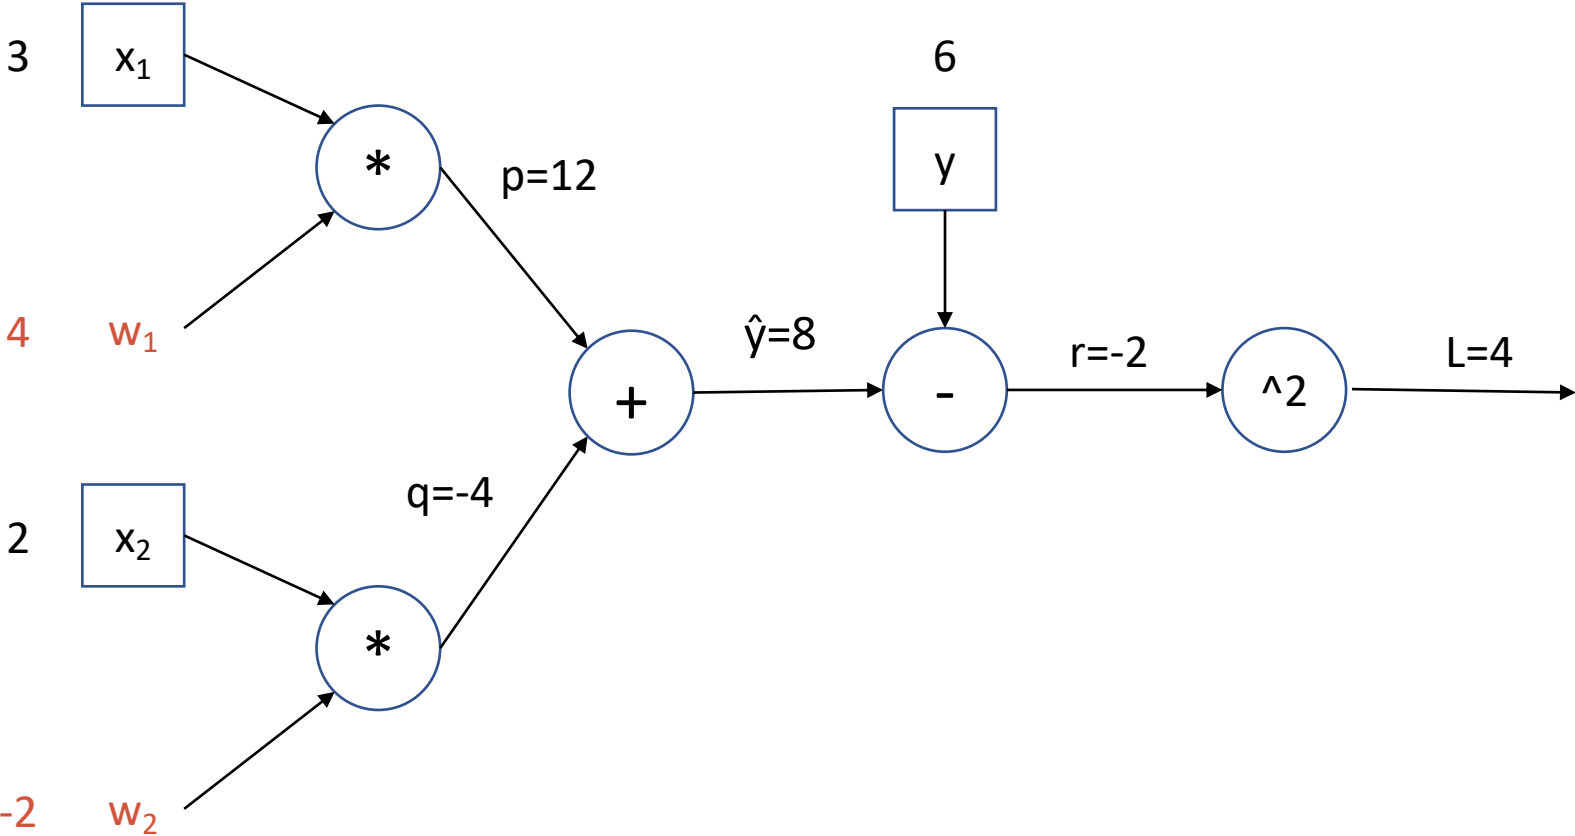 3 x₁
6
*
p=12
y
4 w₁
ŷ=8
r=-2
L=4
+
-
^2
q=-4
2 x₂
*
-2 w₂